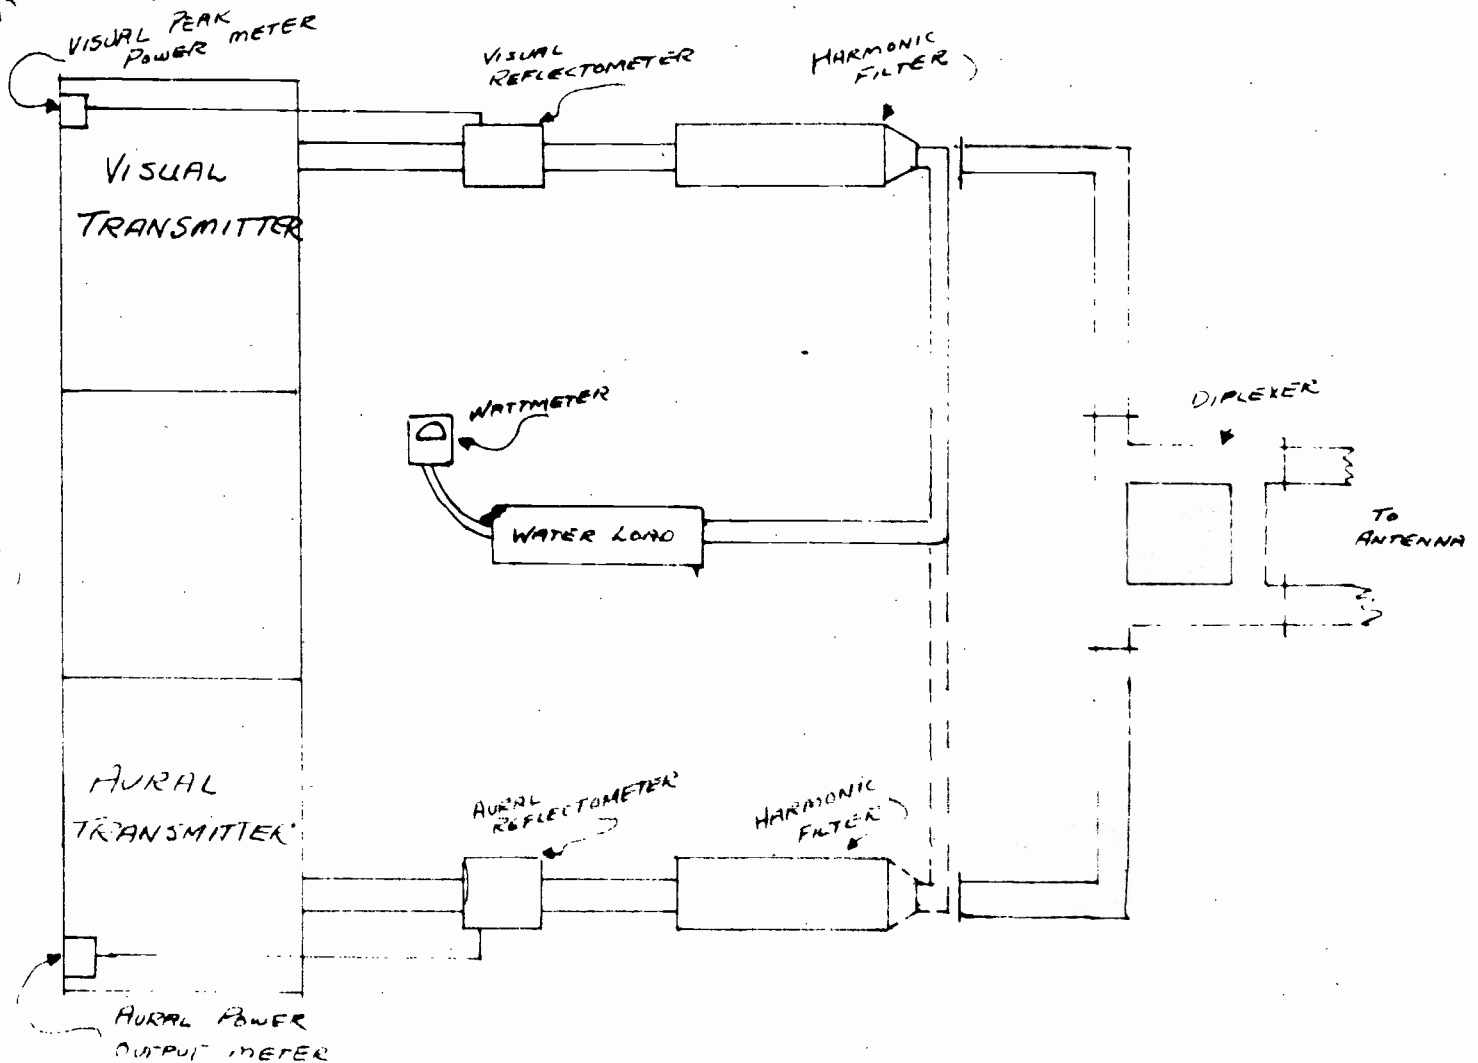 VISUAL PEAK
POWER METER
VISUAL
REFLECTOMETER
HARMONIC
FILTER
VISUAL
TRANSMITTER
WATTMETER
DIPLEXER
WATER LOAD
TO
ANTENNA
AURAL
TRANSMITTER
AURAL
REFLECTOMETER
HARMONIC
FILTER
AURAL POWER
OUTPUT METER